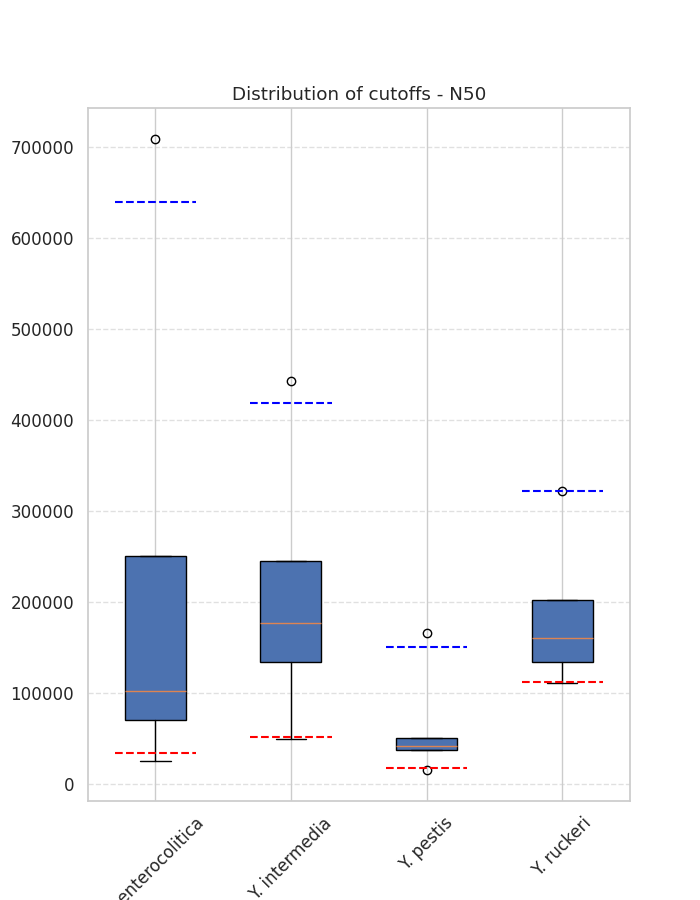 Distribution of cutoffs - N50
700000
600000
500000
400000
300000
200000
100000
0
enterocolitica
Y. intermedia
Y. pestis
Y. ruckeri